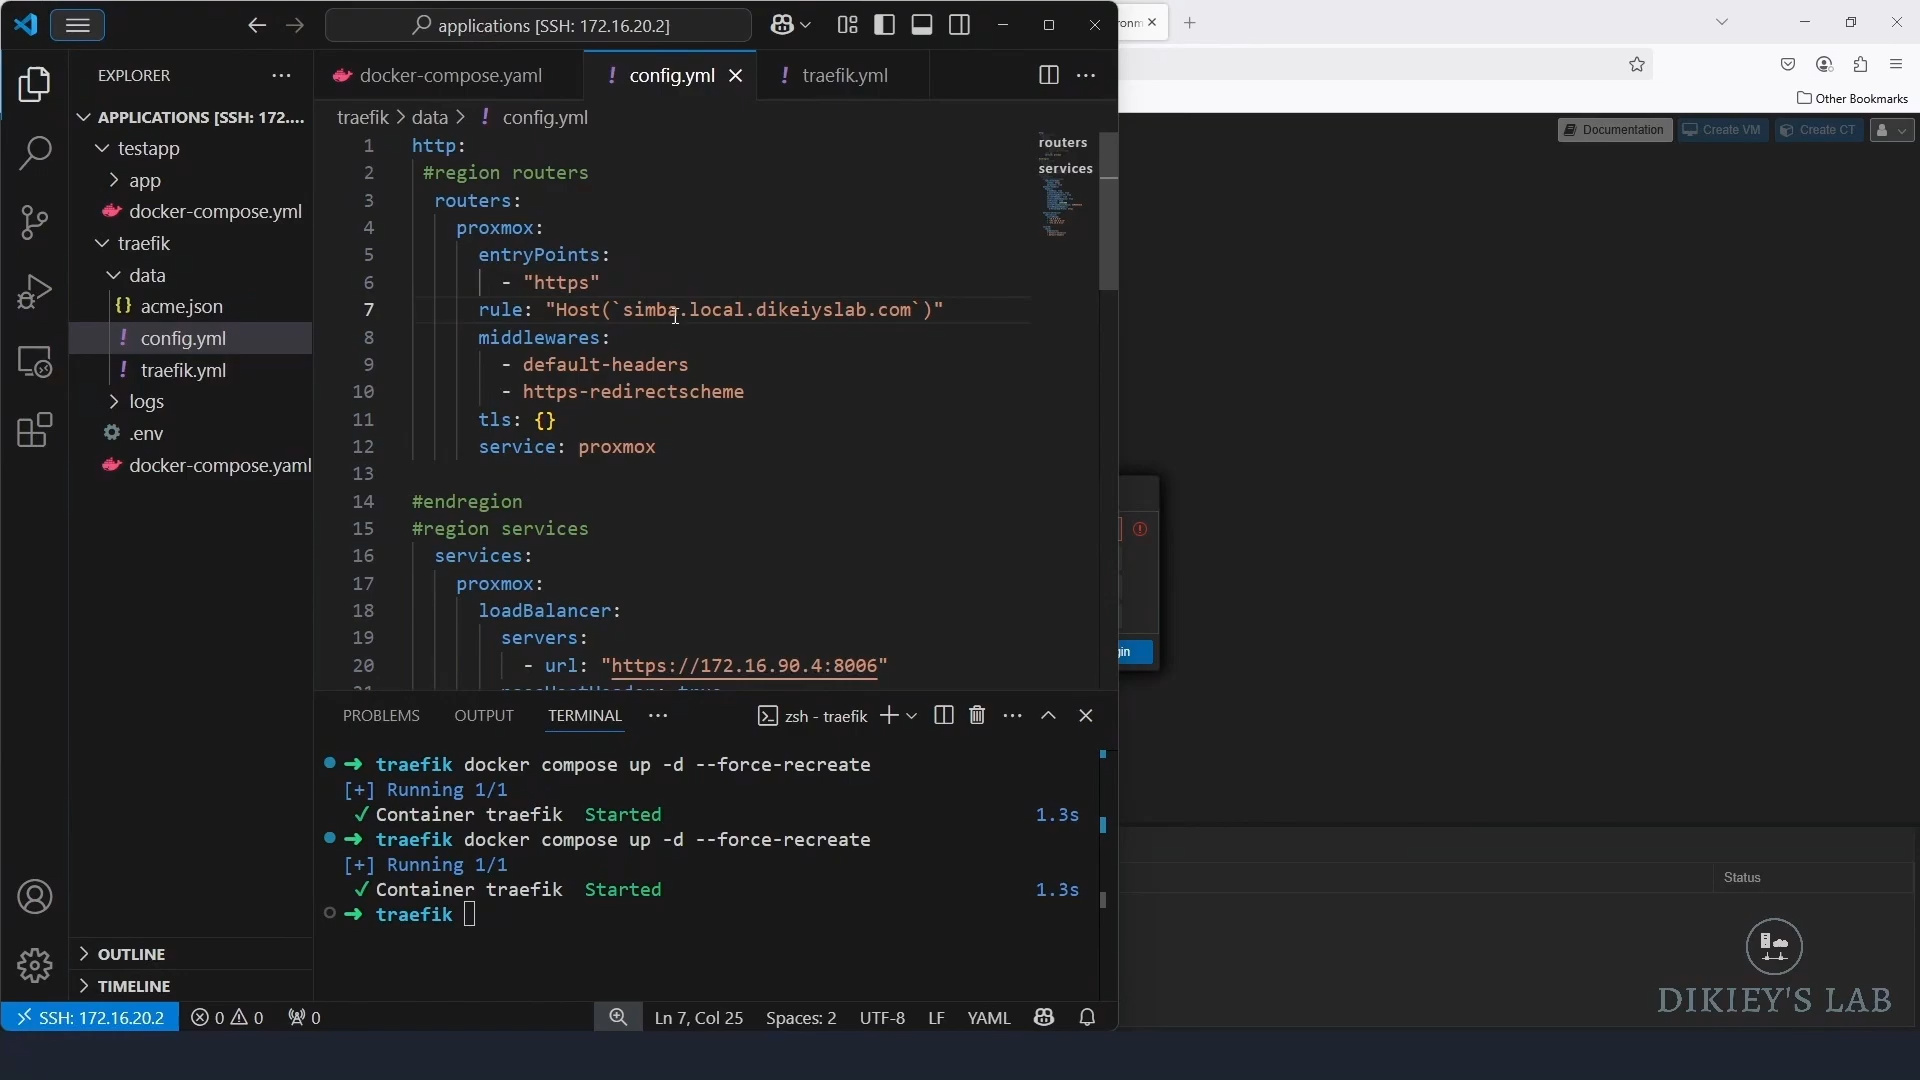 applications [SSH: 172.16.20.2]
EXPLORER
APPLICATIONS [SSH: 172....
testapp
app
docker-compose.yml
traefik
data
acme.json
config.yml
traefik.yml
logs
.env
docker-compose.yaml
OUTLINE
TIMELINE
docker-compose.yaml
config.yml
traefik.yml
traefik > data > config.yml
1 http:
2 #region routers
3 routers:
4 proxmox:
5 entryPoints:
6 - "https"
7 rule: "Host(`simba.local.dikeiyslab.com`)"
8 middlewares:
9 - default-headers
10 - https-redirectscheme
11 tls: {}
12 service: proxmox
13
14 #endregion
15 #region services
16 services:
17 proxmox:
18 loadBalancer:
19 servers:
20 - url: "https://172.16.90.4:8006"
routers
services
PROBLEMS
OUTPUT
TERMINAL
zsh - traefik
traefik docker compose up -d --force-recreate
[+] Running 1/1
✓ Container traefik Started 1.3s
traefik docker compose up -d --force-recreate
[+] Running 1/1
✓ Container traefik Started 1.3s
traefik
SSH: 172.16.20.2
0
0
0
Ln 7, Col 25
Spaces: 2
UTF-8
LF
YAML
Other Bookmarks
Documentation
Create VM
Create CT
Status
DIKIEY'S LAB